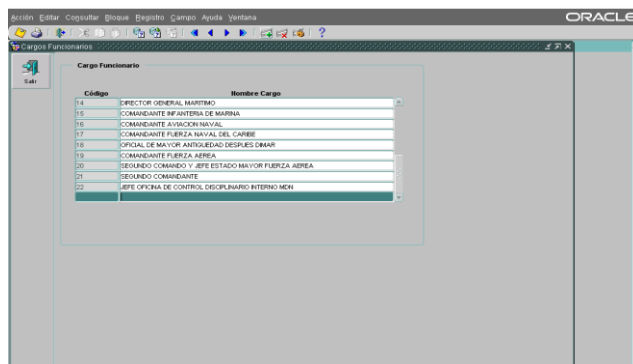 Acción Editar Consultar Bloque Registro Campo Ayuda Ventana
ORACLE
Cargos Funcionarios
Salir
Cargo Funcionario
Código Nombre Cargo
14 DIRECTOR GENERAL MARITIMO
15 COMANDANTE INFANTERIA DE MARINA
16 COMANDANTE AVIACION NAVAL
17 COMANDANTE FUERZA NAVAL DEL CARIBE
18 OFICIAL DE MAYOR ANTIGUEDAD DESPUES DIMAR
19 COMANDANTE FUERZA AEREA
20 SEGUNDO COMANDO Y JEFE ESTADO MAYOR FUERZA AEREA
21 SEGUNDO COMANDANTE
22 JEFE OFICINA DE CONTROL DISCIPLINARIO INTERNO MDN